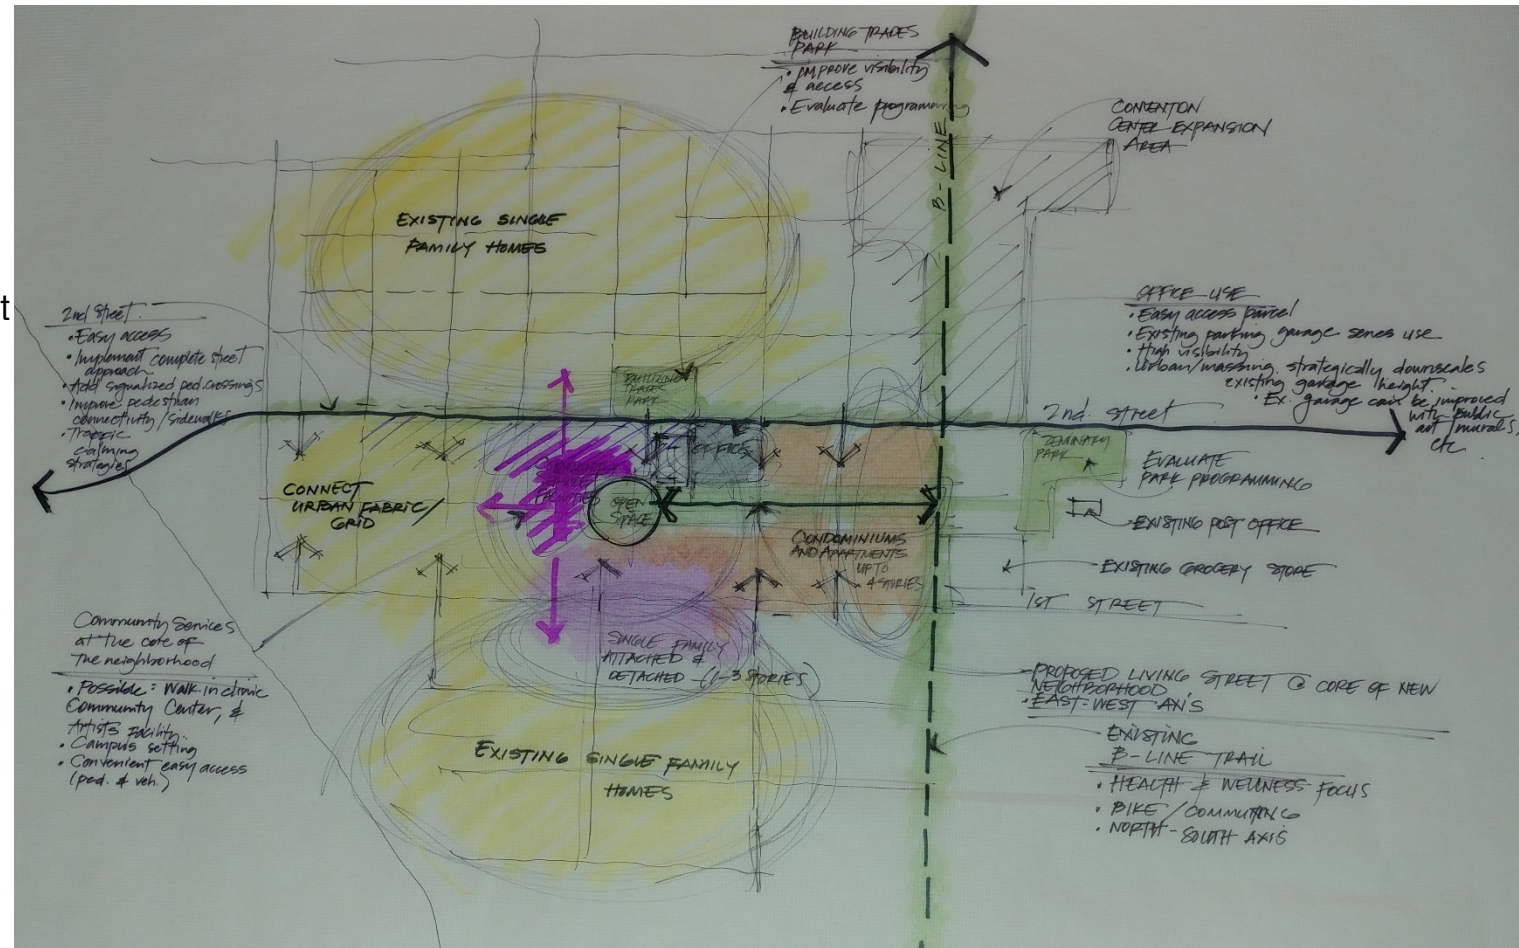 BUILDING TRADES
PARK
• IMPROVE visibility
& access
• Evaluate programming
B-LINE
CONVENTION
CENTER EXPANSION
AREA
EXISTING SINGLE
FAMILY HOMES
t
2nd Street
• Easy access
• Implement complete street
approach
• Add signalized ped. crossings
• Improve pedestrian
connectivity/sidewalks
• Traffic
calming
strategies
OFFICE USE
• Easy access parcel
• Existing parking garage serves use
• High visibility
• Urban/massing. strategically downscales
existing garage height.
• Ex. garage can be improved
with public
art/murals,
etc.
2nd. street
BUILDING
TRADES
PARK
OFFICE
SEMINARY
PARK
EVALUATE
PARK PROGRAMMING
EXISTING POST OFFICE
EXISTING GROCERY STORE
1ST STREET
CONNECT
URBAN FABRIC/
GRID
COMMUNITY
SERVICE
FACILITIES
OPEN
SPACE
CONDOMINIUMS
AND APARTMENTS
UP TO
4 STORIES
SINGLE FAMILY
ATTACHED &
DETACHED - (1-3 STORIES)
Community Services
at the core of
the neighborhood
• Possible: Walk in clinic
Community Center, &
Artists Facility.
• Campus setting
• Convenient easy access
(ped. & veh.)
PROPOSED LIVING STREET @ CORE OF NEW
NEIGHBORHOOD
• EAST-WEST AXIS
EXISTING
B-LINE TRAIL
• HEALTH & WELLNESS FOCUS
• BIKE / COMMUTING
• NORTH-SOUTH AXIS
EXISTING SINGLE FAMILY
HOMES